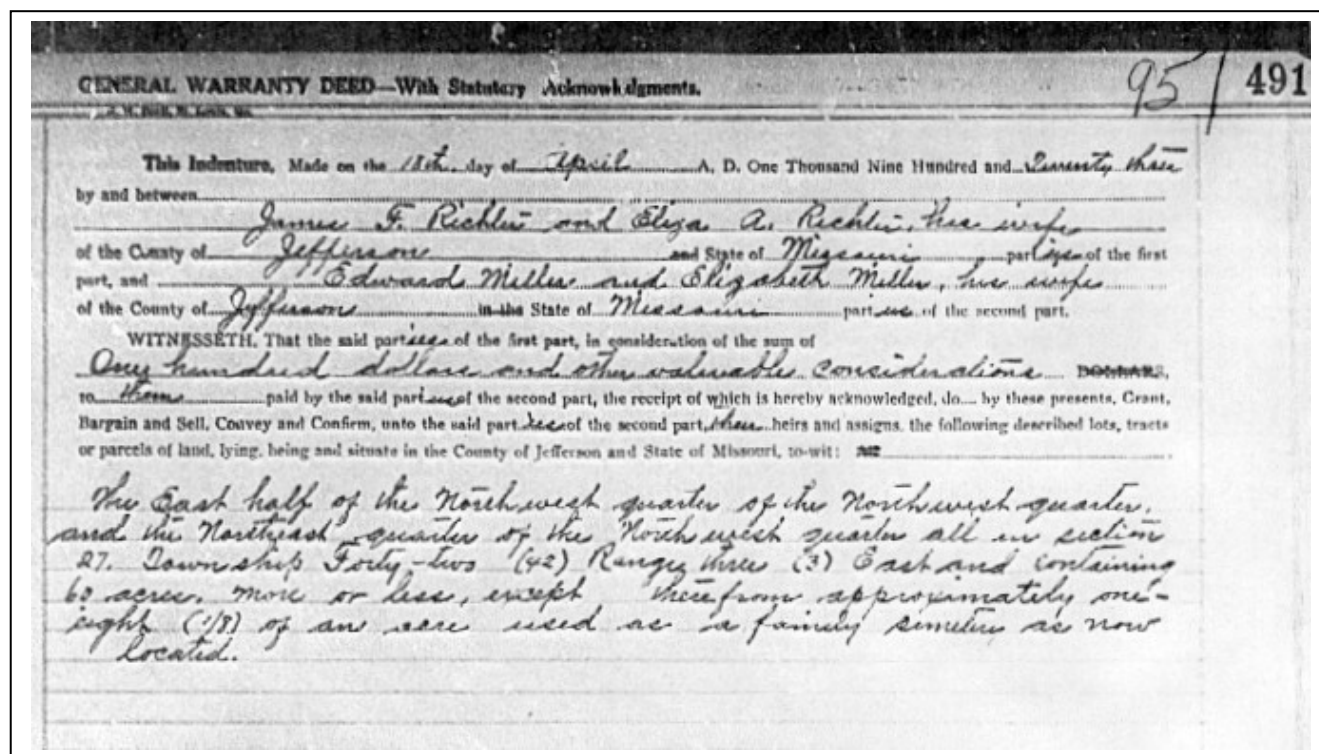 GENERAL WARRANTY DEED—With Statutory Acknowledgments.
95/ 491
This Indenture, Made on the 18th day of April A. D. One Thousand Nine Hundred and Twenty three
by and between
James F. Richter and Eliza A. Richter, his wife
of the County of Jefferson and State of Missouri parties of the first
part, and Edward Miller and Elizabeth Miller, his wife
of the County of Jefferson in the State of Missouri parties of the second part.
WITNESSETH, That the said parties of the first part, in consideration of the sum of
One hundred dollars and other valuable considerations DOLLARS,
to them paid by the said parties of the second part, the receipt of which is hereby acknowledged, do by these presents, Grant,
Bargain and Sell, Convey and Confirm, unto the said parties of the second part, their heirs and assigns, the following described lots, tracts
or parcels of land, lying, being and situate in the County of Jefferson and State of Missouri, to-wit:
The East half of the Northwest quarter of the Northwest quarter,
and the Northeast quarter of the Northwest quarter all in section
27. Township Forty-two (42) Range three (3) East and containing
60 acres, more or less, except therefrom approximately one-
eight (1/8) of an acre used as a family simetery as now
located.